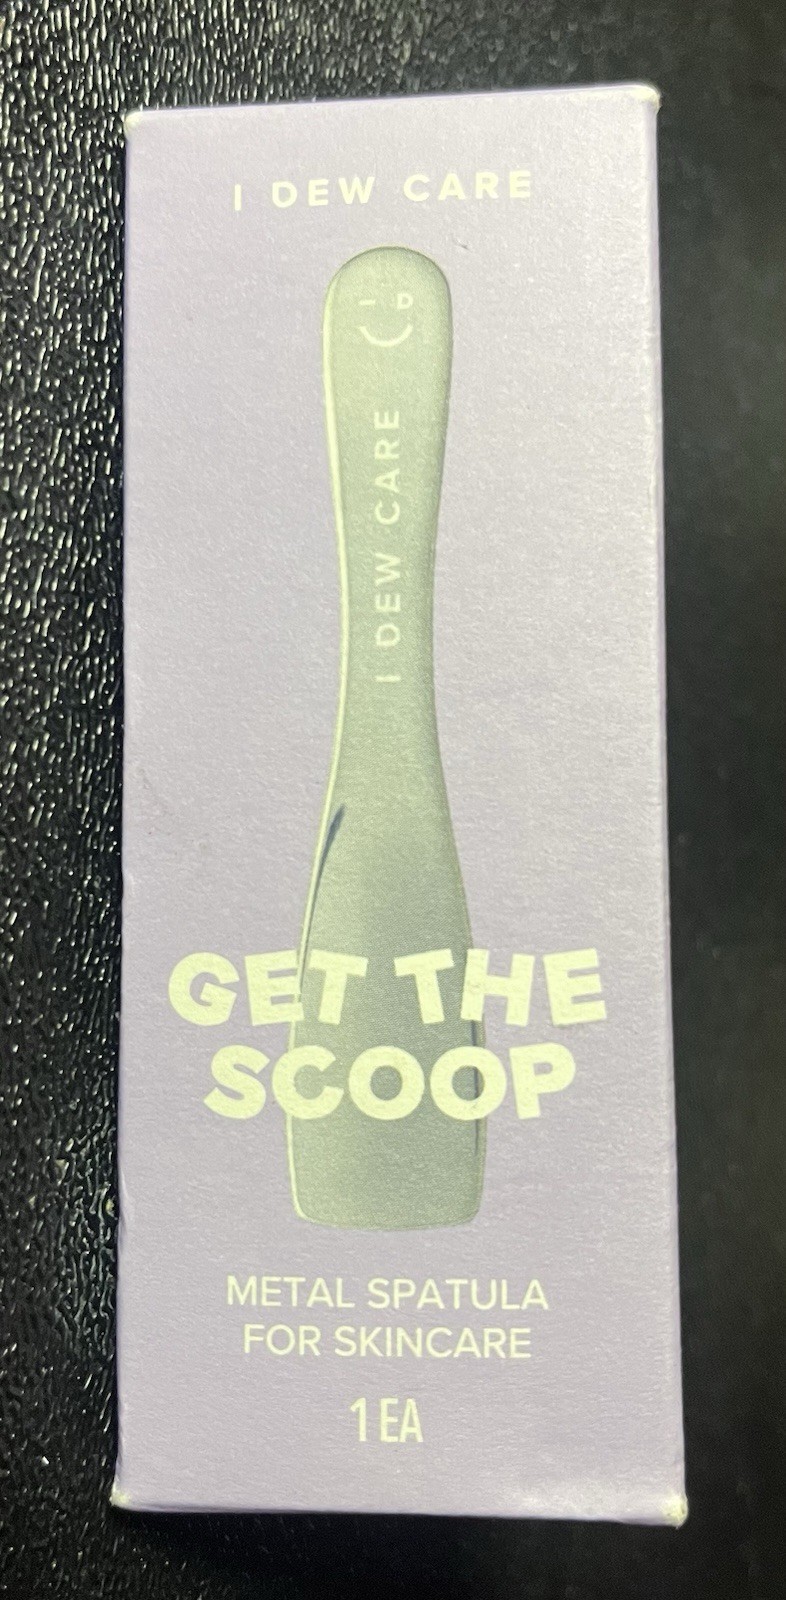 I DEW CARE
I D
I DEW CARE
GET THE
SCOOP
METAL SPATULA
FOR SKINCARE
1 EA